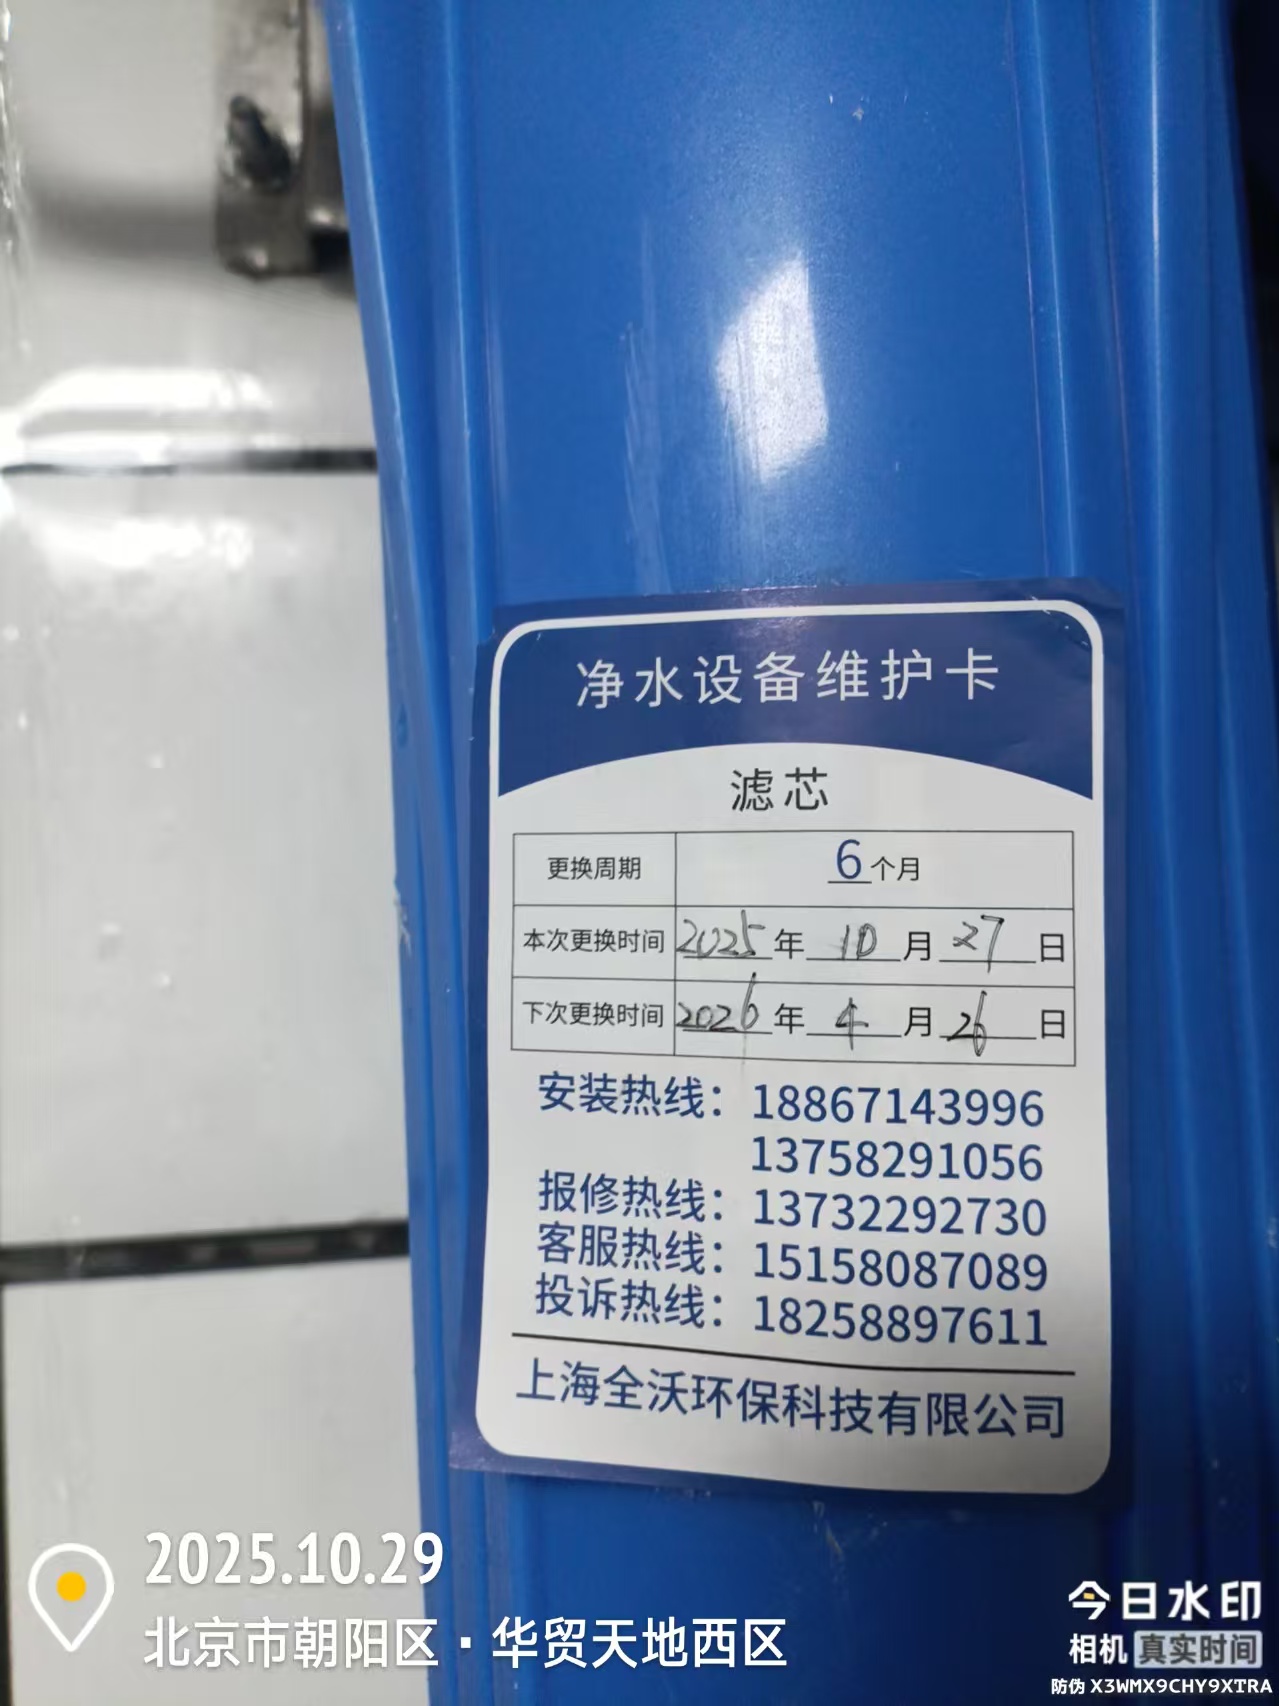 净水设备维护卡
滤芯
更换周期 6个月
本次更换时间 2025年10月27日
下次更换时间 2026年4月26日
安装热线：18867143996
13758291056
报修热线：13732292730
客服热线：15158087089
投诉热线：18258897611
上海全沃环保科技有限公司
2025.10.29
北京市朝阳区·华贸天地西区
今日水印
相机 真实时间
防伪 X3WMX9CHY9XTRA